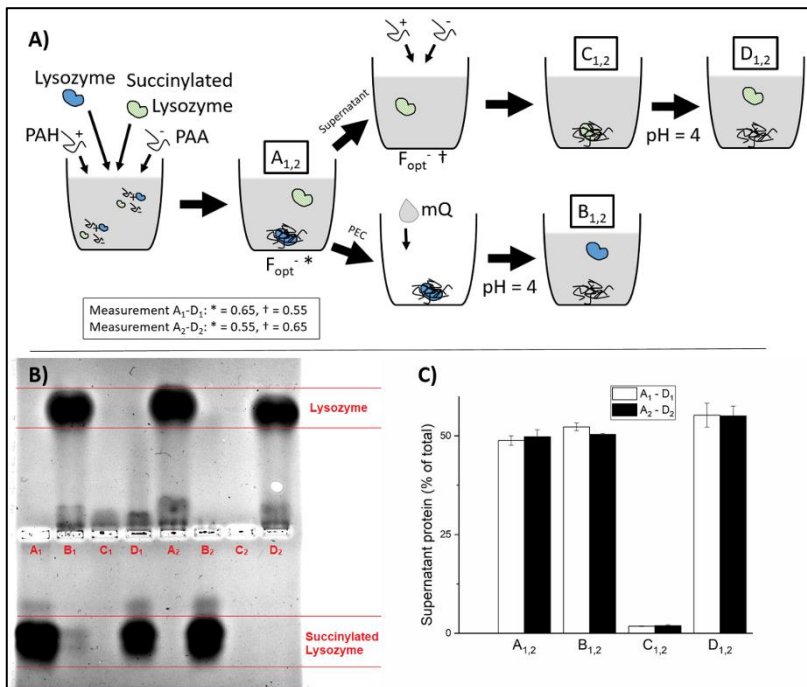 A)
Lysozyme
Succinylated
Lysozyme
PAH
+
-
PAA
A1,2
Fopt- *
Supernatant
PEC
+
-
Fopt- †
C1,2
pH = 4
D1,2
mQ
pH = 4
B1,2
Measurement A1-D1: * = 0.65, † = 0.55
Measurement A2-D2: * = 0.55, † = 0.65
B)
Lysozyme
A1 B1 C1 D1 A2 B2 C2 D2
Succinylated
Lysozyme
C)
A1 - D1
A2 - D2
Supernatant protein (% of total)
50
25
0
A1,2 B1,2 C1,2 D1,2